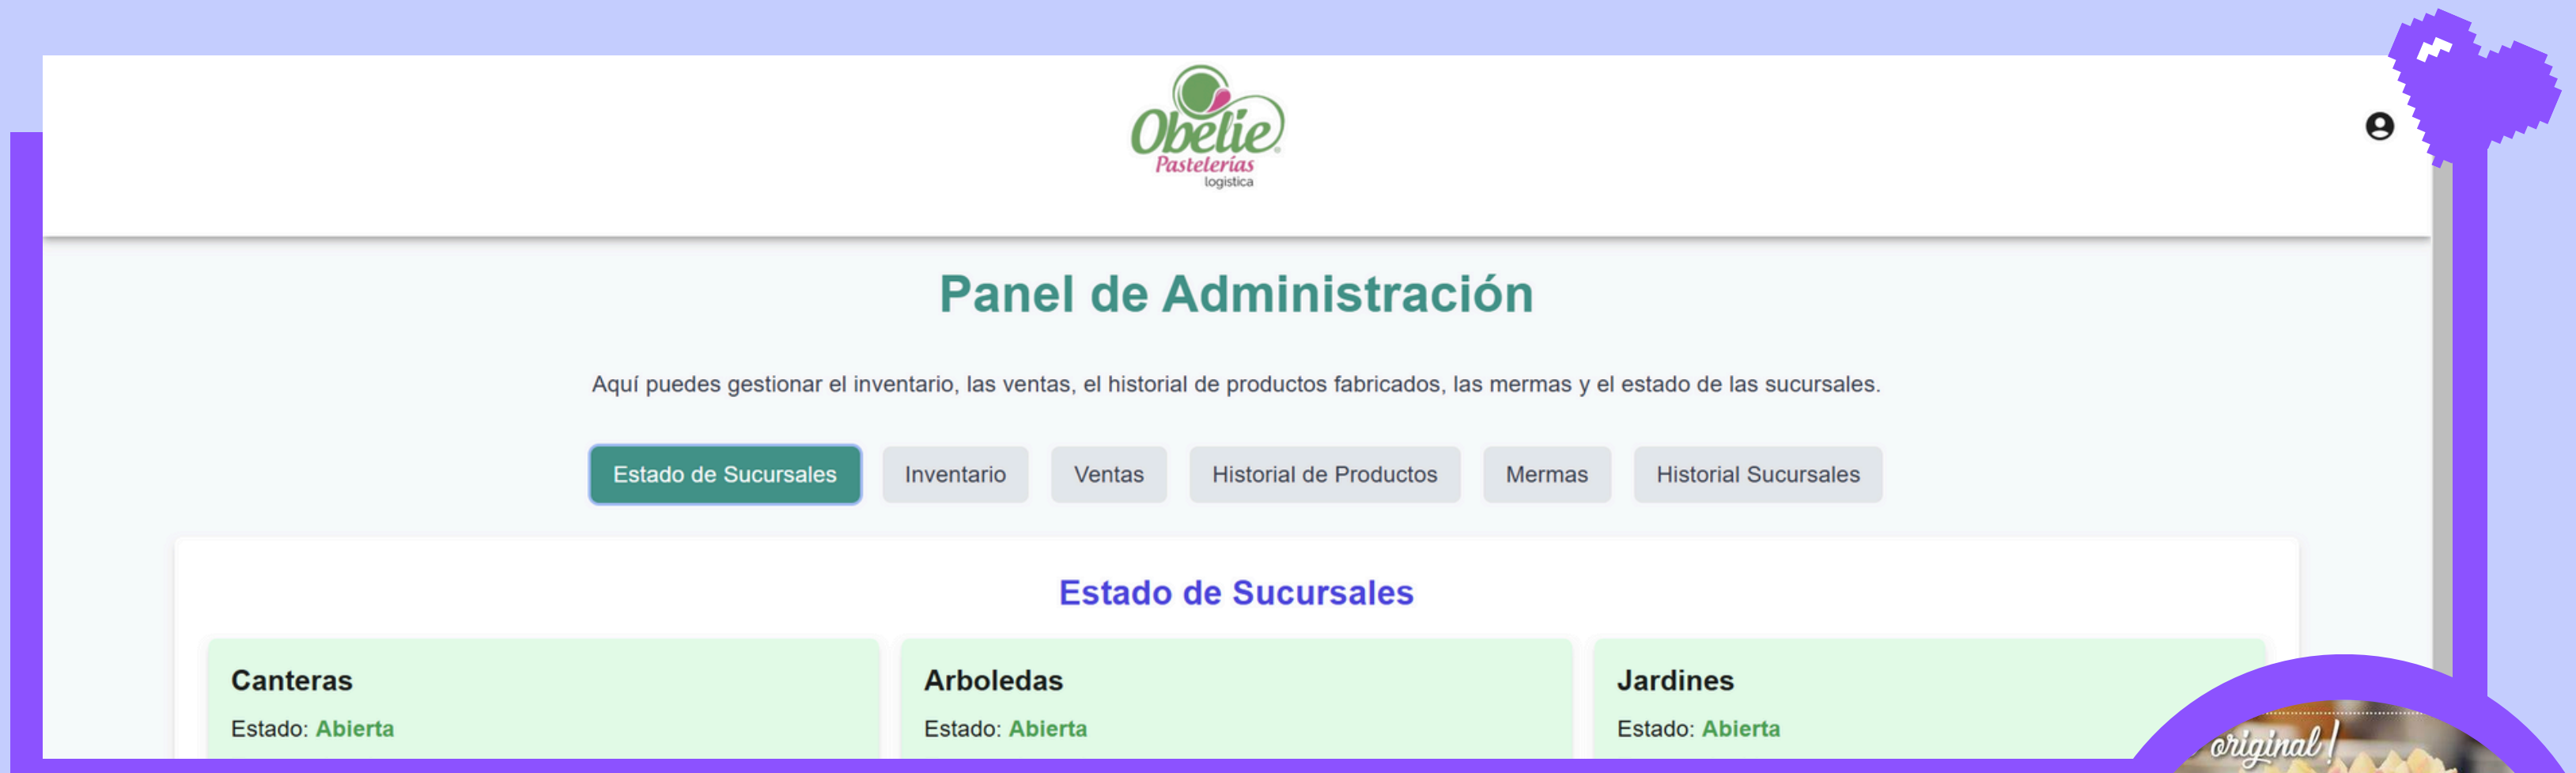 Obelie
Pastelerías
logistica
Panel de Administración
Aquí puedes gestionar el inventario, las ventas, el historial de productos fabricados, las mermas y el estado de las sucursales.
Estado de Sucursales Inventario Ventas Historial de Productos Mermas Historial Sucursales
Estado de Sucursales
Canteras Arboledas Jardines
Estado: Abierta Estado: Abierta Estado: Abierta
original!